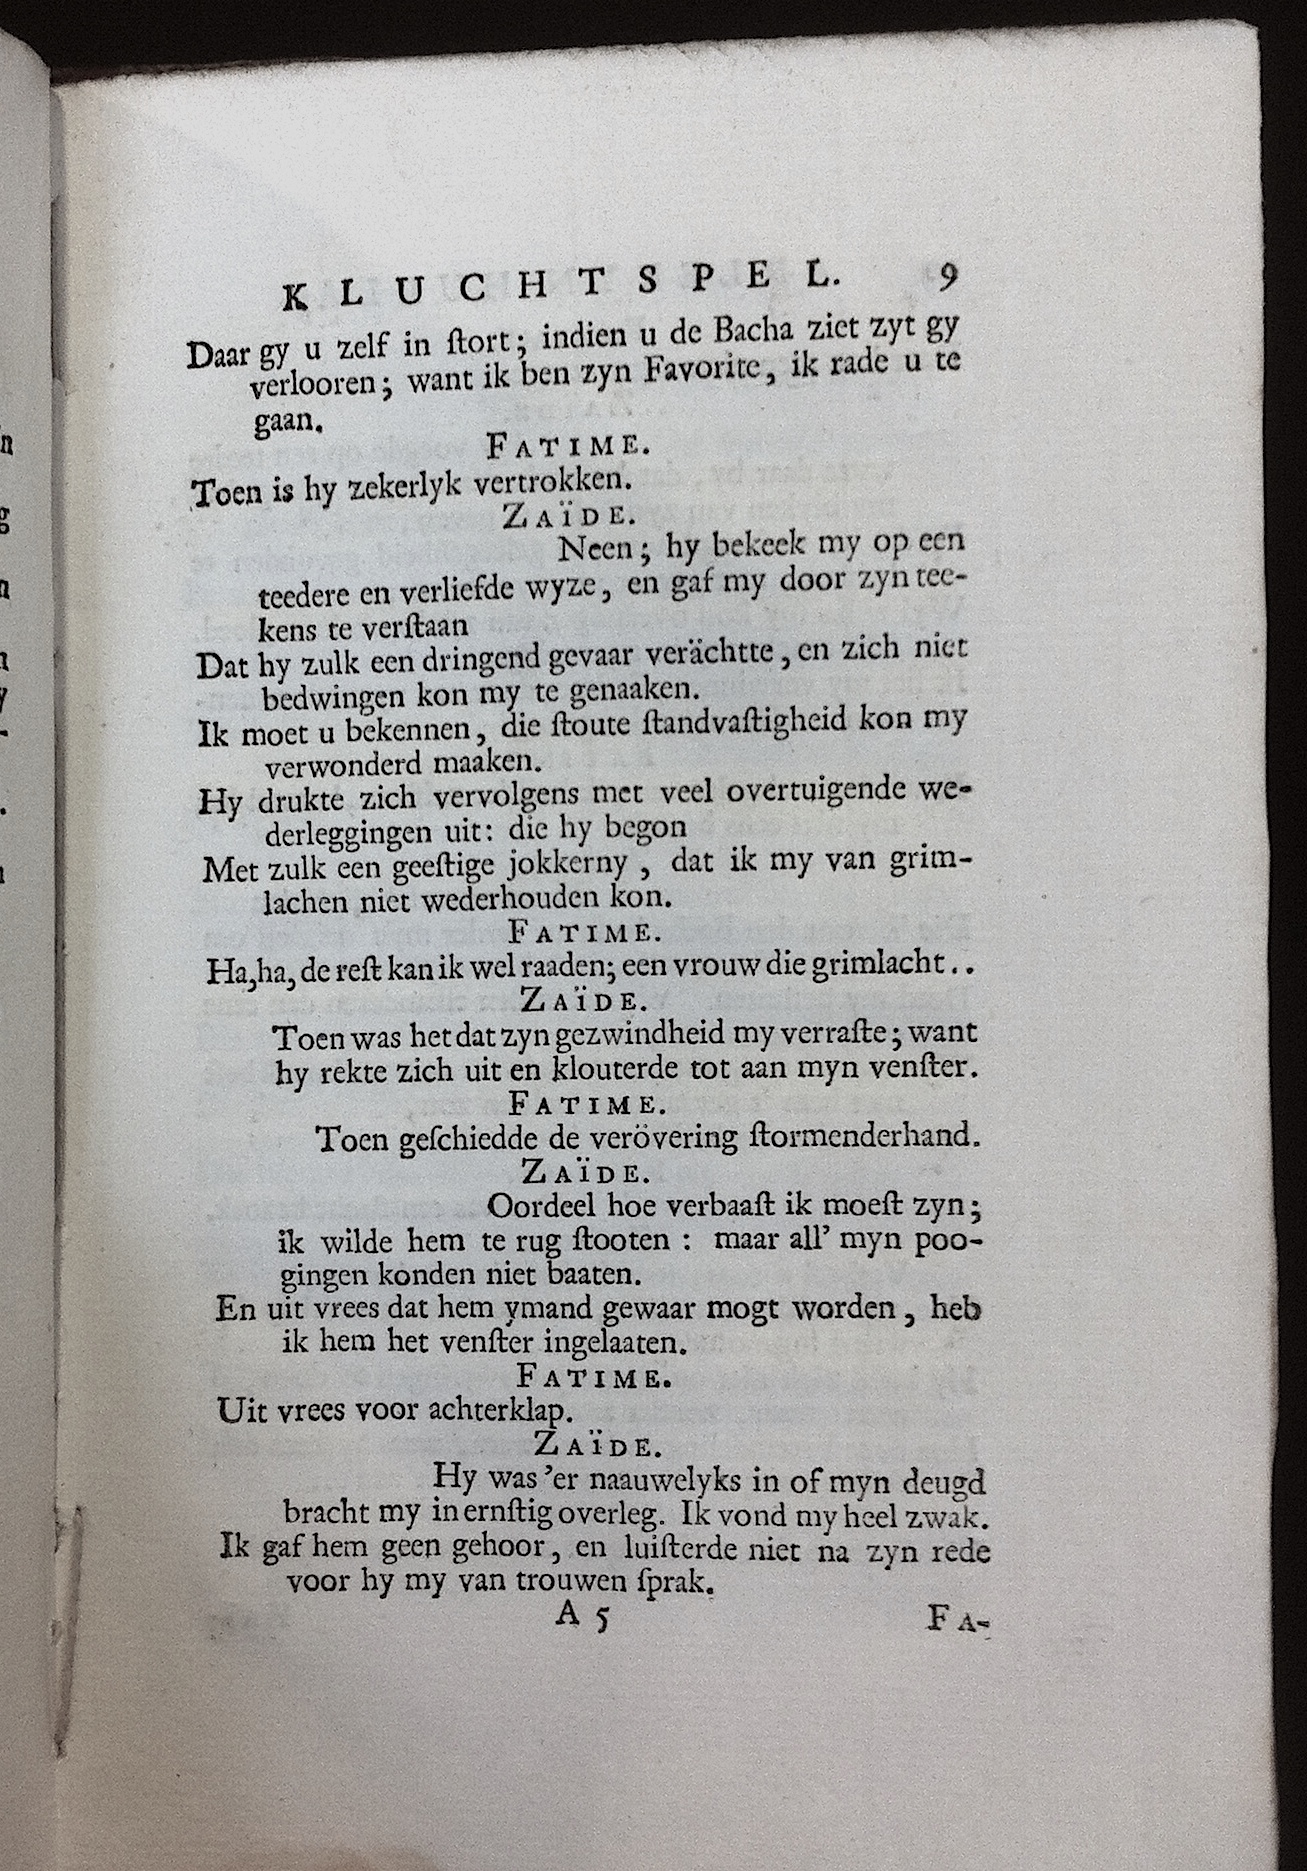 KLUCHTSPEL. 9
Daar gy u zelf in ſtort; indien u de Bacha ziet zyt gy
verlooren; want ik ben zyn Favorite, ik rade u te
gaan.
FATIME.
Toen is hy zekerlyk vertrokken.
ZAÏDE.
Neen; hy bekeek my op een
teedere en verliefde wyze, en gaf my door zyn tee-
kens te verſtaan
Dat hy zulk een dringend gevaar verächtte, en zich niet
bedwingen kon my te genaaken.
Ik moet u bekennen, die ſtoute ſtandvaſtigheid kon my
verwonderd maaken.
Hy drukte zich vervolgens met veel overtuigende we-
derleggingen uit: die hy begon
Met zulk een geeſtige jokkerny, dat ik my van grim-
lachen niet wederhouden kon.
FATIME.
Ha, ha, de reſt kan ik wel raaden; een vrouw die grimlacht..
ZAÏDE.
Toen was het dat zyn gezwindheid my verraſte; want
hy rekte zich uit en klouterde tot aan myn venſter.
FATIME.
Toen geſchiedde de verövering ſtormenderhand.
ZAÏDE.
Oordeel hoe verbaaſt ik moeſt zyn;
ik wilde hem te rug ſtooten: maar all' myn poo-
gingen konden niet baaten.
En uit vrees dat hem ymand gewaar mogt worden, heb
ik hem het venſter ingelaaten.
FATIME.
Uit vrees voor achterklap.
ZAÏDE.
Hy was 'er naauwelyks in of myn deugd
bracht my in ernſtig overleg. Ik vond my heel zwak.
Ik gaf hem geen gehoor, en luiſterde niet na zyn rede
voor hy my van trouwen ſprak.
A 5 FA-